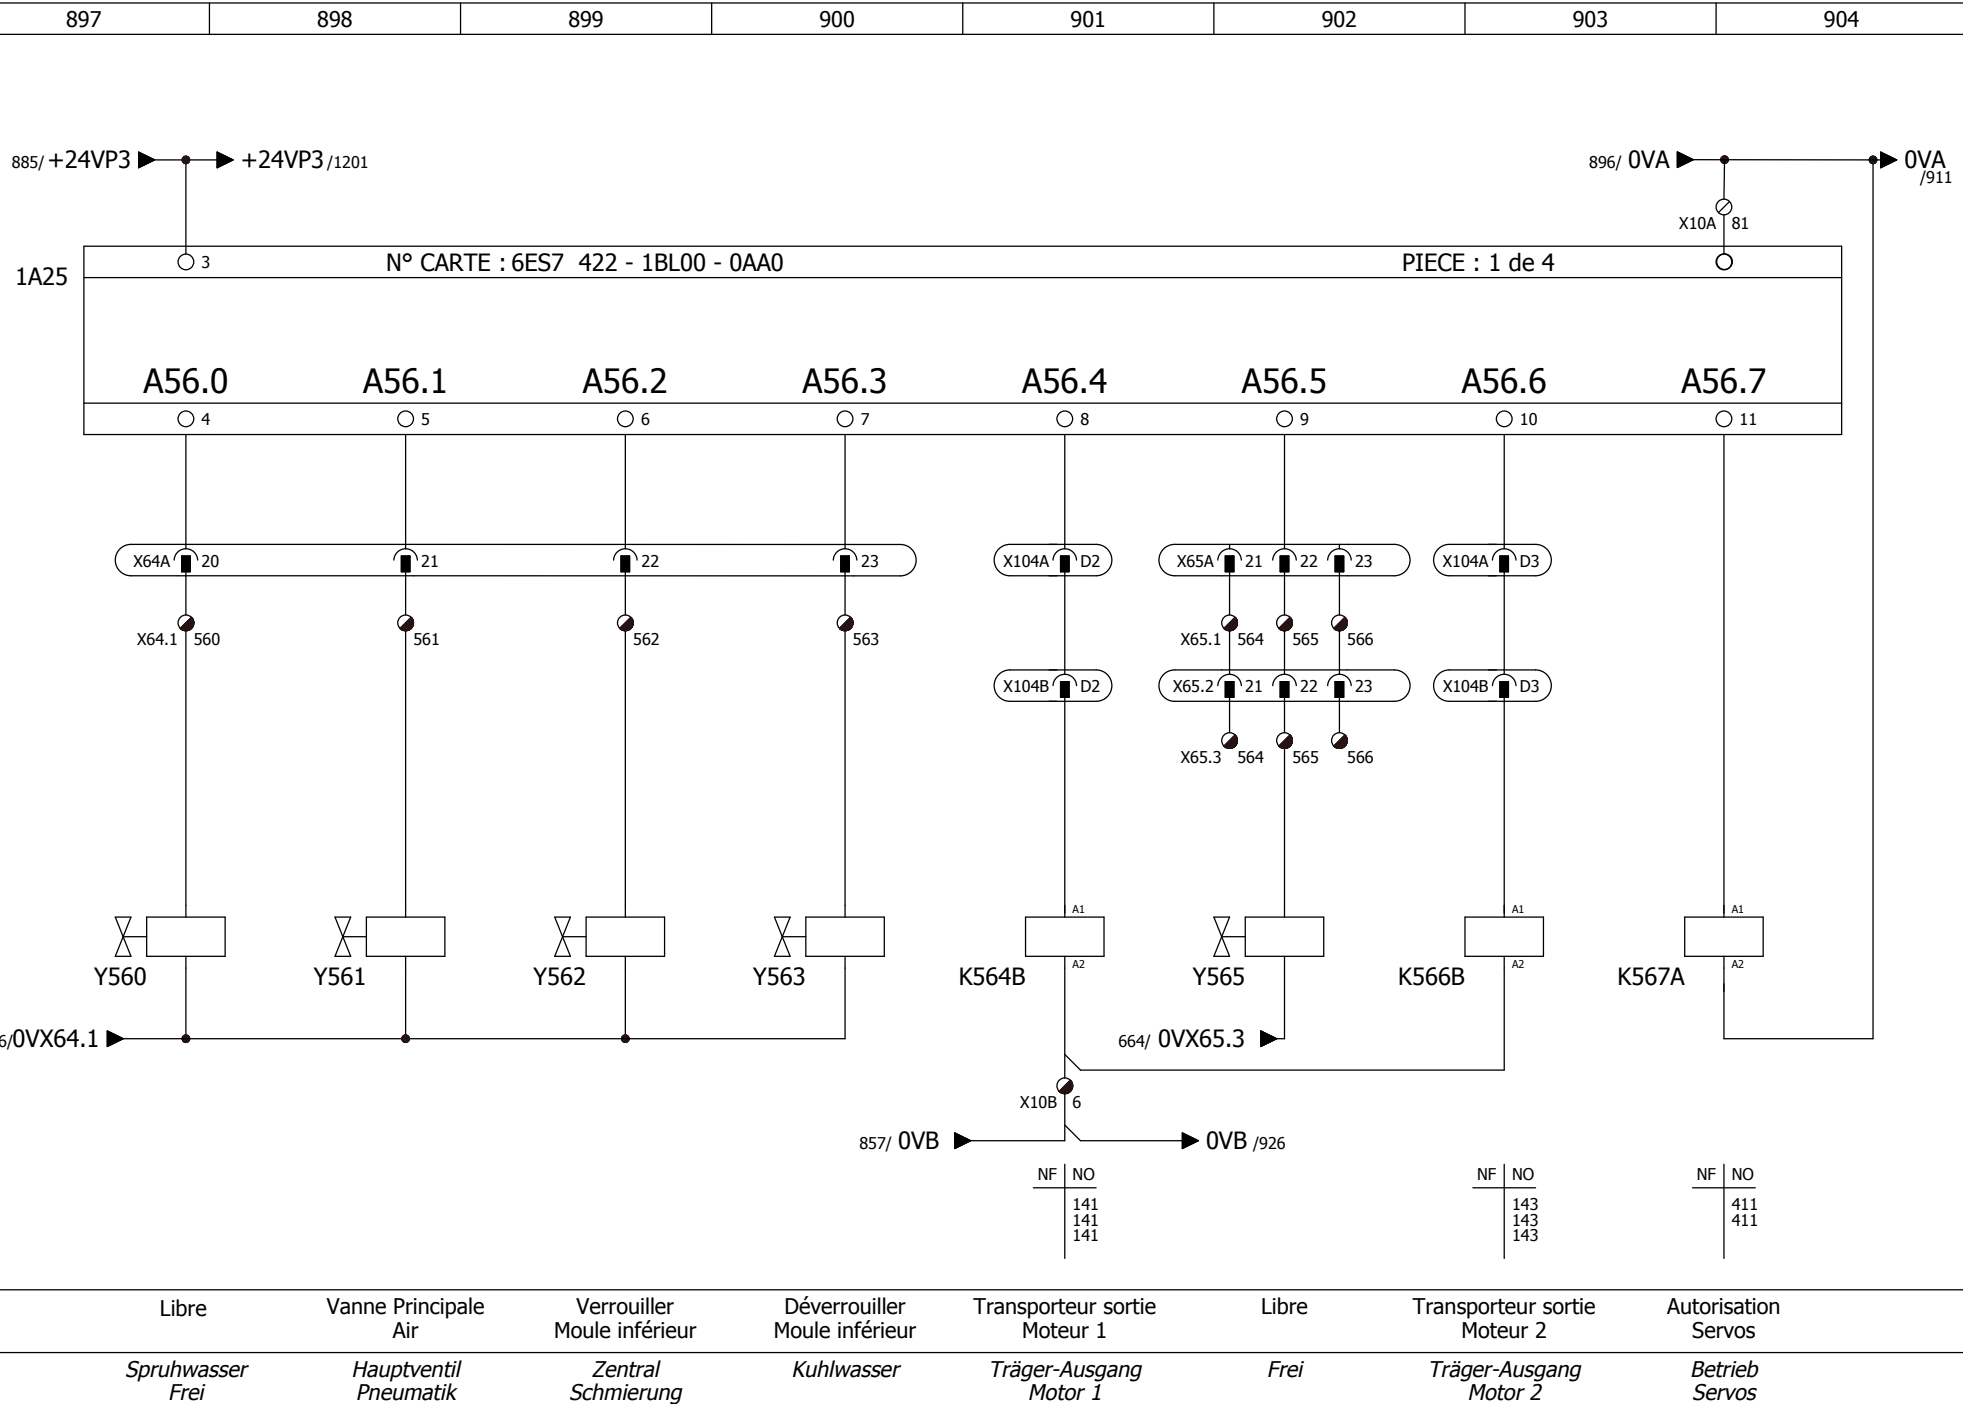 897 898 899 900 901 902 903 904
885/ +24VP3 +24VP3 /1201 896/ 0VA 0VA
/911
X10A 81
3 N° CARTE : 6ES7 422 - 1BL00 - 0AA0 PIECE : 1 de 4
1A25
A56.0 A56.1 A56.2 A56.3 A56.4 A56.5 A56.6 A56.7
4 5 6 7 8 9 10 11
X64A 20 21 22 23 X104A D2 X65A 21 22 23 X104A D3
X64.1 560 561 562 563 X65.1 564 565 566
X104B D2 X65.2 21 22 23 X104B D3
X65.3 564 565 566
A1 A1 A1
A2 A2 A2
Y560 Y561 Y562 Y563 K564B Y565 K566B K567A
6/0VX64.1 664/ 0VX65.3
X10B 6
857/ 0VB 0VB /926
NF NO NF NO NF NO
141 143 411
141 143 411
141 143
Libre Vanne Principale Verrouiller Déverrouiller Transporteur sortie Libre Transporteur sortie Autorisation
Air Moule inférieur Moule inférieur Moteur 1 Moteur 2 Servos
Spruhwasser Hauptventil Zentral Kuhlwasser Träger-Ausgang Frei Träger-Ausgang Betrieb
Frei Pneumatik Schmierung Motor 1 Motor 2 Servos